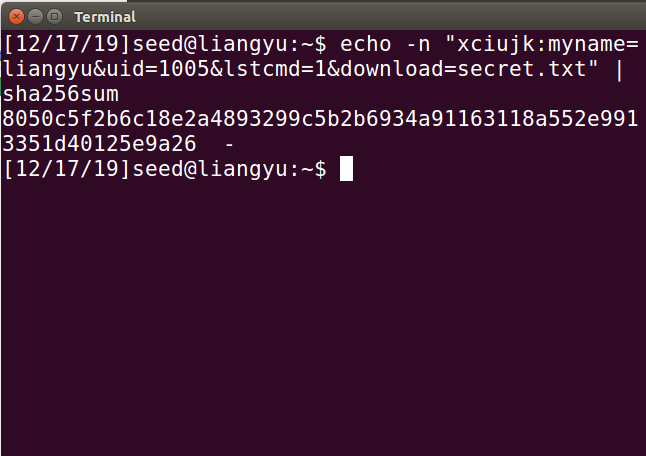 Terminal
[12/17/19]seed@liangyu:~$ echo -n "xciujk:myname=
liangyu&uid=1005&lstcmd=1&download=secret.txt" |
sha256sum
8050c5f2b6c18e2a4893299c5b2b6934a91163118a552e991
3351d40125e9a26  -
[12/17/19]seed@liangyu:~$